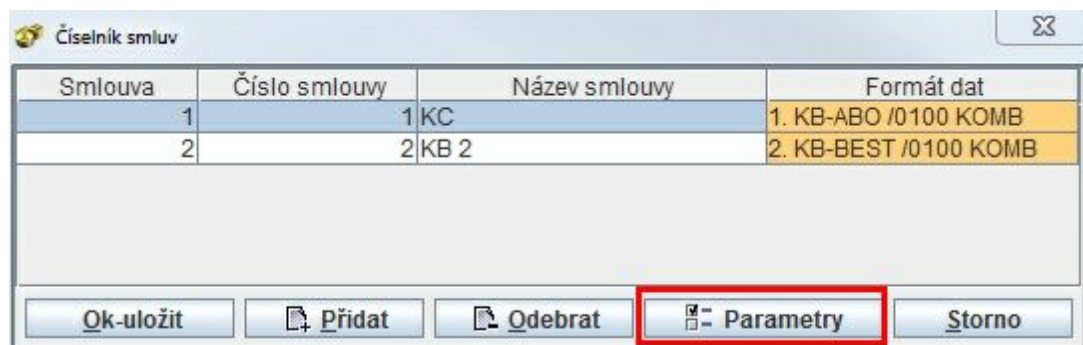 Číselník smluv
Smlouva Číslo smlouvy Název smlouvy Formát dat
1 1 KC 1. KB-ABO /0100 KOMB
2 2 KB 2 2. KB-BEST /0100 KOMB
Ok-uložit Přidat Odebrat Parametry Storno